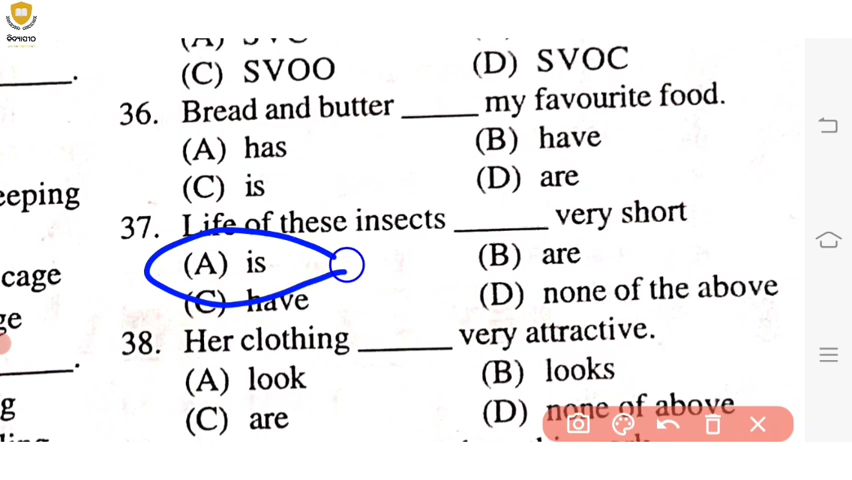 ଶିକ୍ଷାଘର
(C) SVOO
(D) SVOC
36. Bread and butter ______ my favourite food.
(A) has
(B) have
(C) is
(D) are
37. Life of these insects ______ very short
(A) is
(B) are
(C) have
(D) none of the above
38. Her clothing ______ very attractive.
(A) look
(B) looks
(C) are
(D) none of above
eeping
cage
ge
g